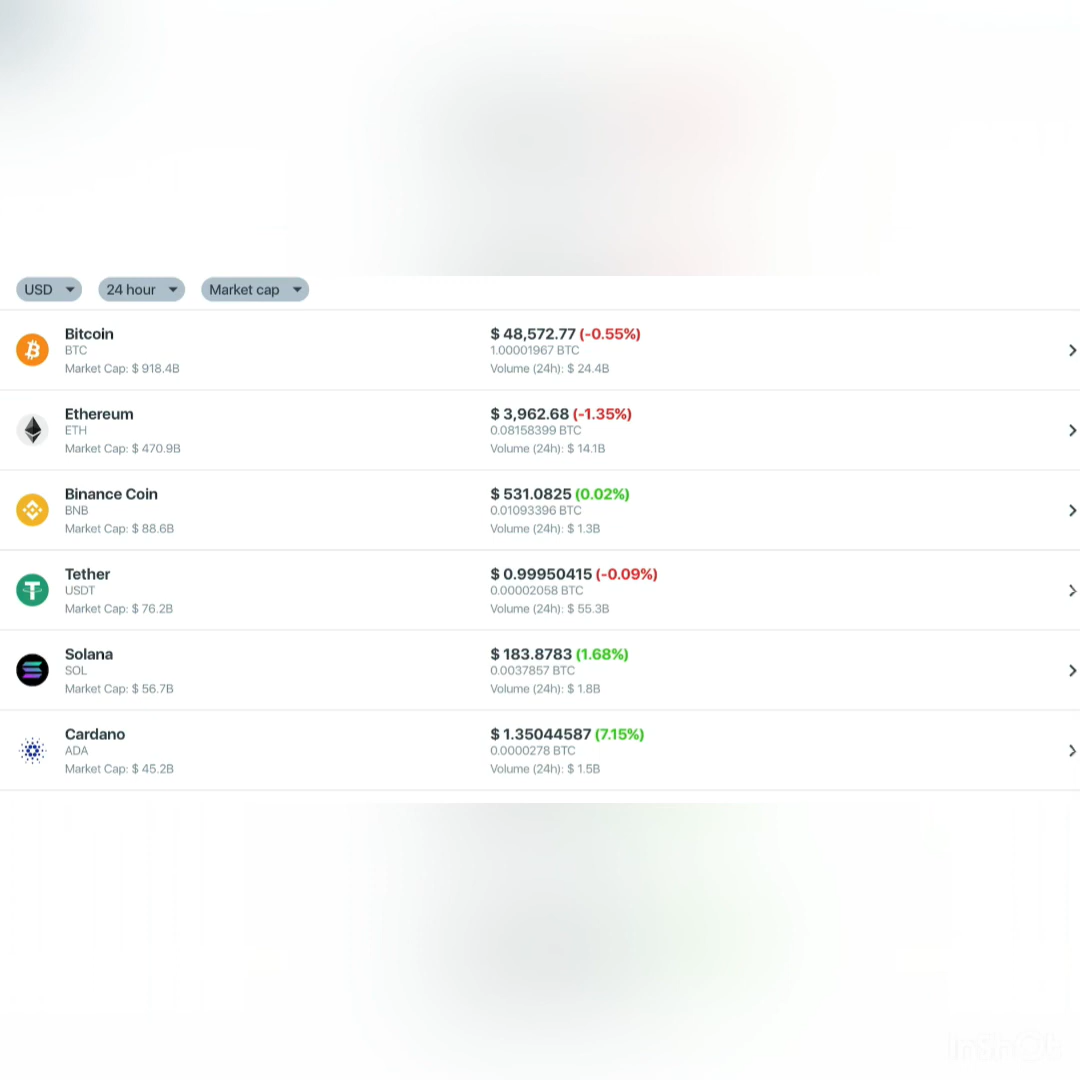 USD 24 hour Market cap
Bitcoin $ 48,572.77 (-0.55%)
BTC 1.00001967 BTC
Market Cap: $ 918.4B Volume (24h): $ 24.4B
Ethereum $ 3,962.68 (-1.35%)
ETH 0.08158399 BTC
Market Cap: $ 470.9B Volume (24h): $ 14.1B
Binance Coin $ 531.0825 (0.02%)
BNB 0.01093396 BTC
Market Cap: $ 88.6B Volume (24h): $ 1.3B
Tether $ 0.99950415 (-0.09%)
USDT 0.00002058 BTC
Market Cap: $ 76.2B Volume (24h): $ 55.3B
Solana $ 183.8783 (1.68%)
SOL 0.0037857 BTC
Market Cap: $ 56.7B Volume (24h): $ 1.8B
Cardano $ 1.35044587 (7.15%)
ADA 0.0000278 BTC
Market Cap: $ 45.2B Volume (24h): $ 1.5B
InShOt